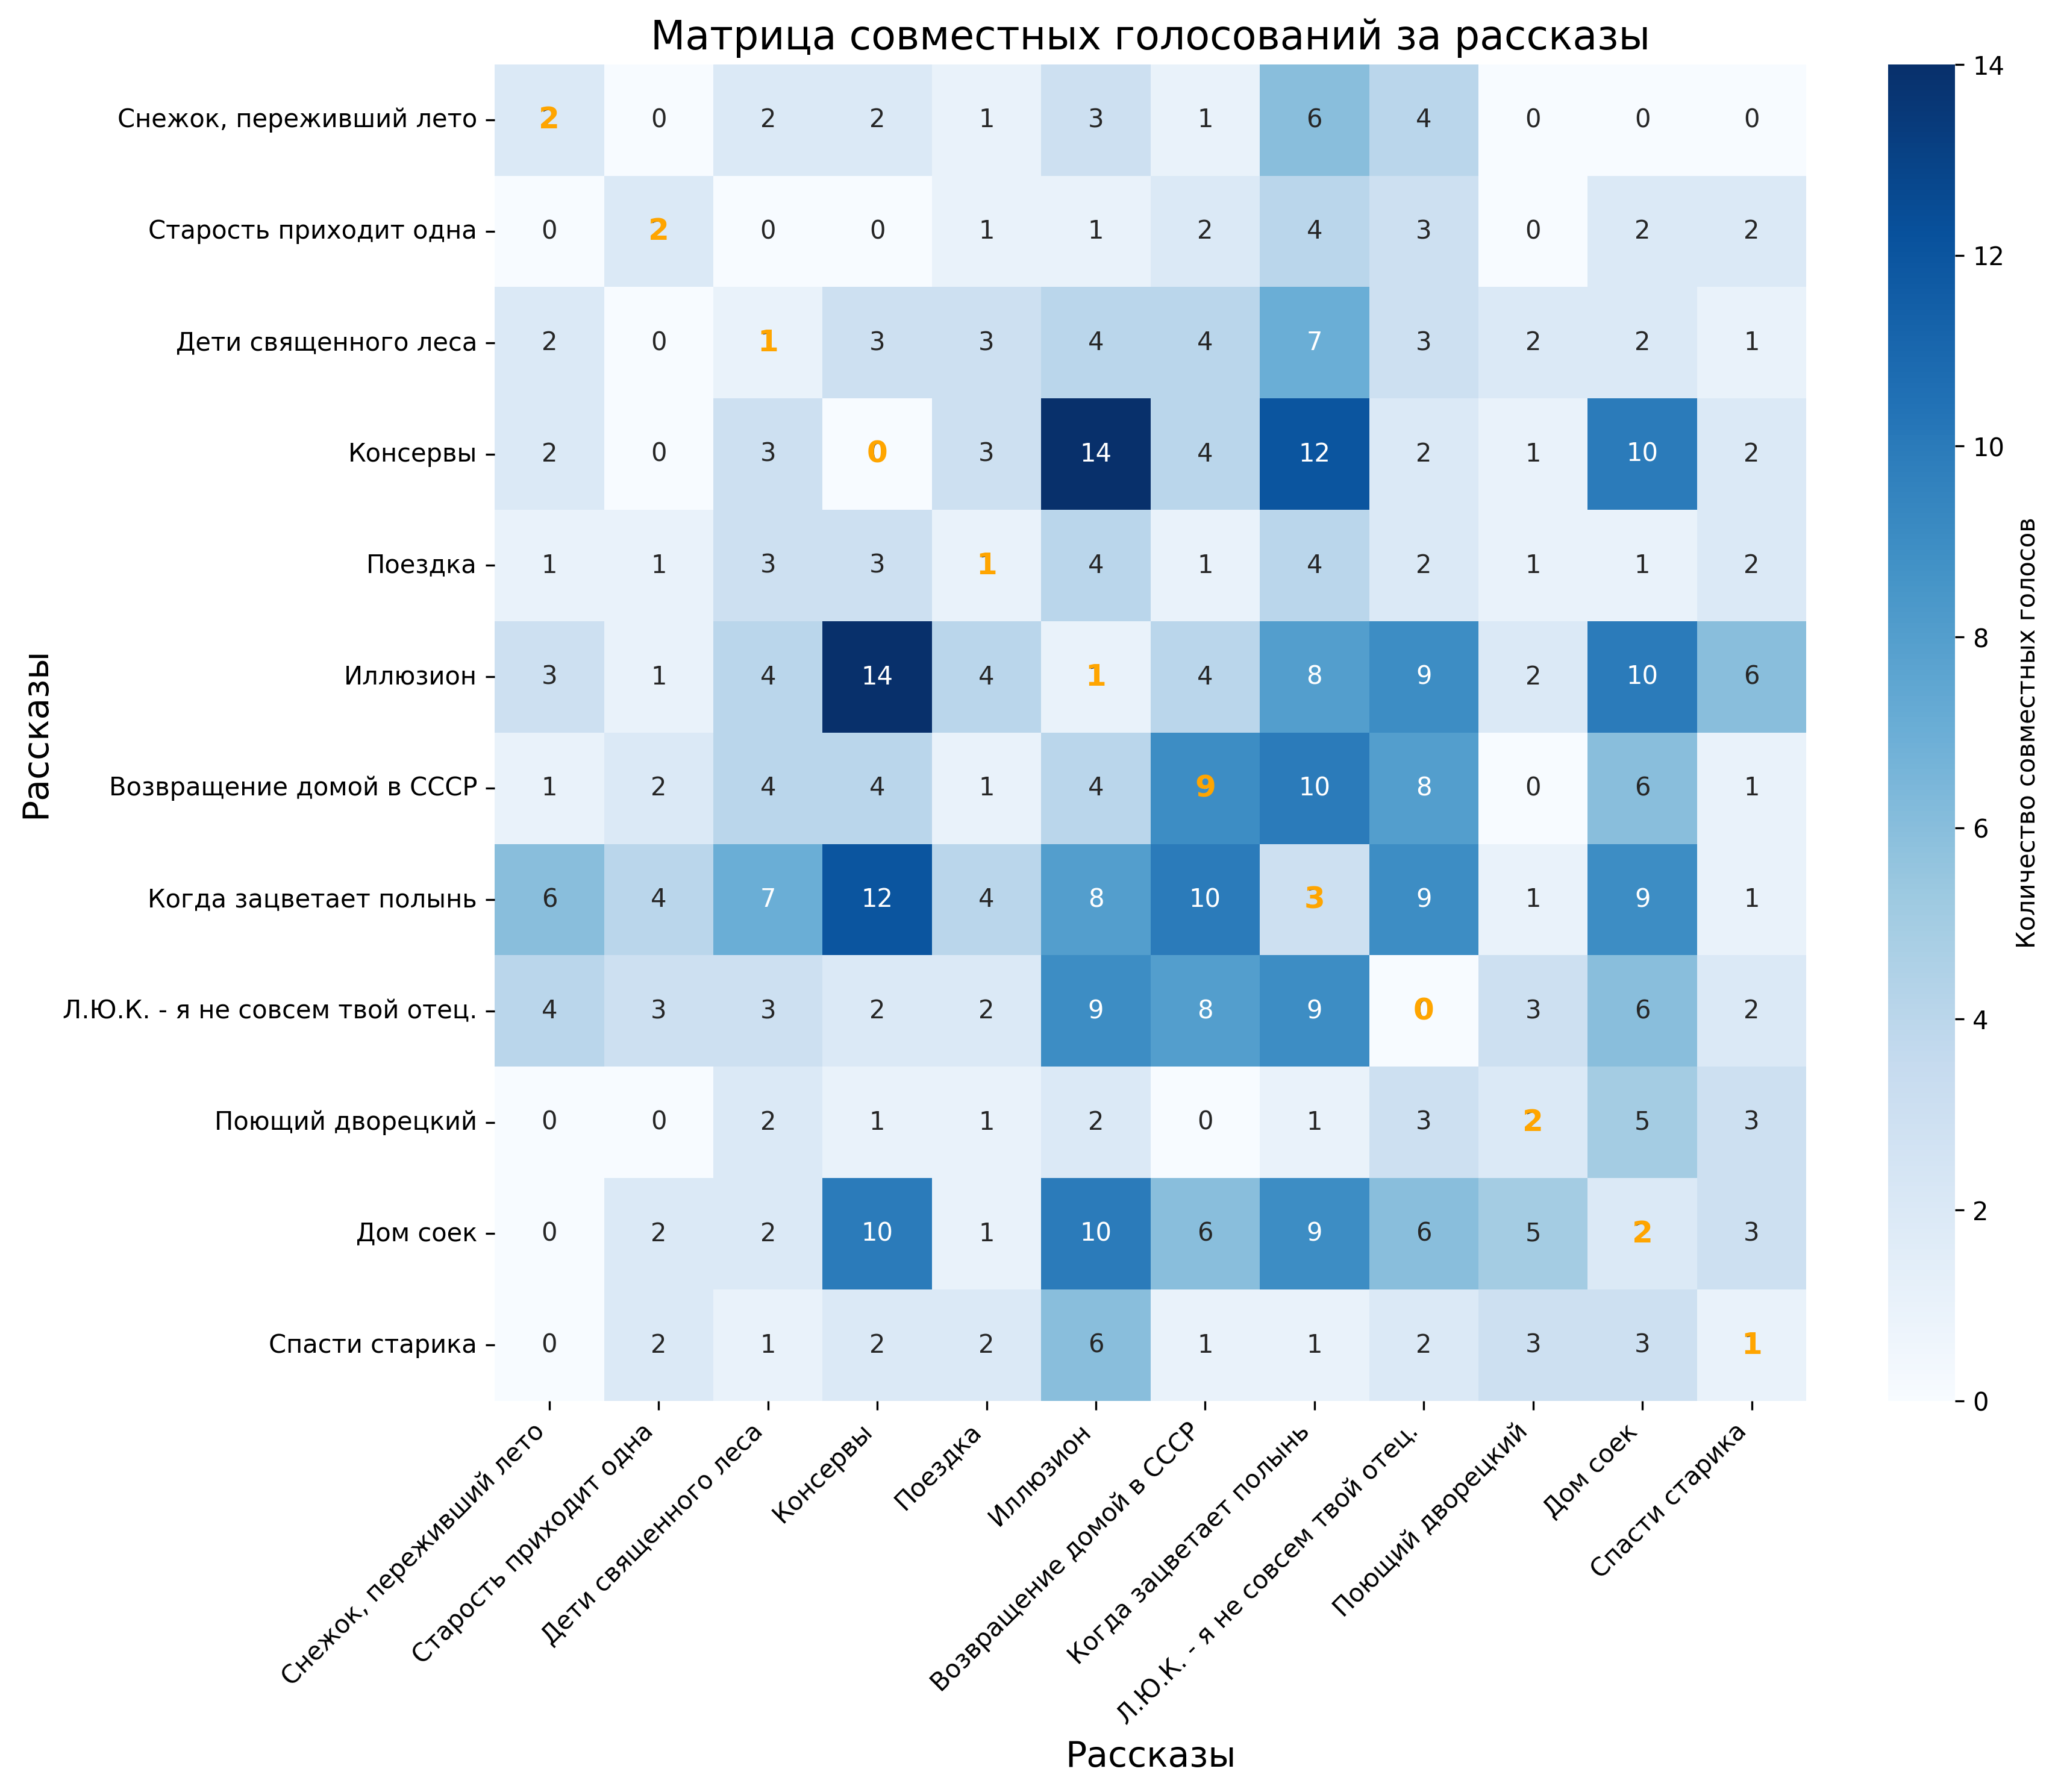 Матрица совместных голосований за рассказы
Снежок, переживший лето 2 0 2 2 1 3 1 6 4 0 0 0
Старость приходит одна 0 2 0 0 1 1 2 4 3 0 2 2
Дети священного леса 2 0 1 3 3 4 4 7 3 2 2 1
Консервы 2 0 3 0 3 14 4 12 2 1 10 2
Поездка 1 1 3 3 1 4 1 4 2 1 1 2
Иллюзион 3 1 4 14 4 1 4 8 9 2 10 6
Возвращение домой в СССР 1 2 4 4 1 4 9 10 8 0 6 1
Когда зацветает полынь 6 4 7 12 4 8 10 3 9 1 9 1
Л.Ю.К. - я не совсем твой отец. 4 3 3 2 2 9 8 9 0 3 6 2
Поющий дворецкий 0 0 2 1 1 2 0 1 3 2 5 3
Дом соек 0 2 2 10 1 10 6 9 6 5 2 3
Спасти старика 0 2 1 2 2 6 1 1 2 3 3 1
Рассказы
Снежок, переживший лето
Старость приходит одна
Дети священного леса
Консервы
Поездка
Иллюзион
Возвращение домой в СССР
Когда зацветает полынь
Л.Ю.К. - я не совсем твой отец.
Поющий дворецкий
Дом соек
Спасти старика
Рассказы
14
12
10
8
6
4
2
0
Количество совместных голосов